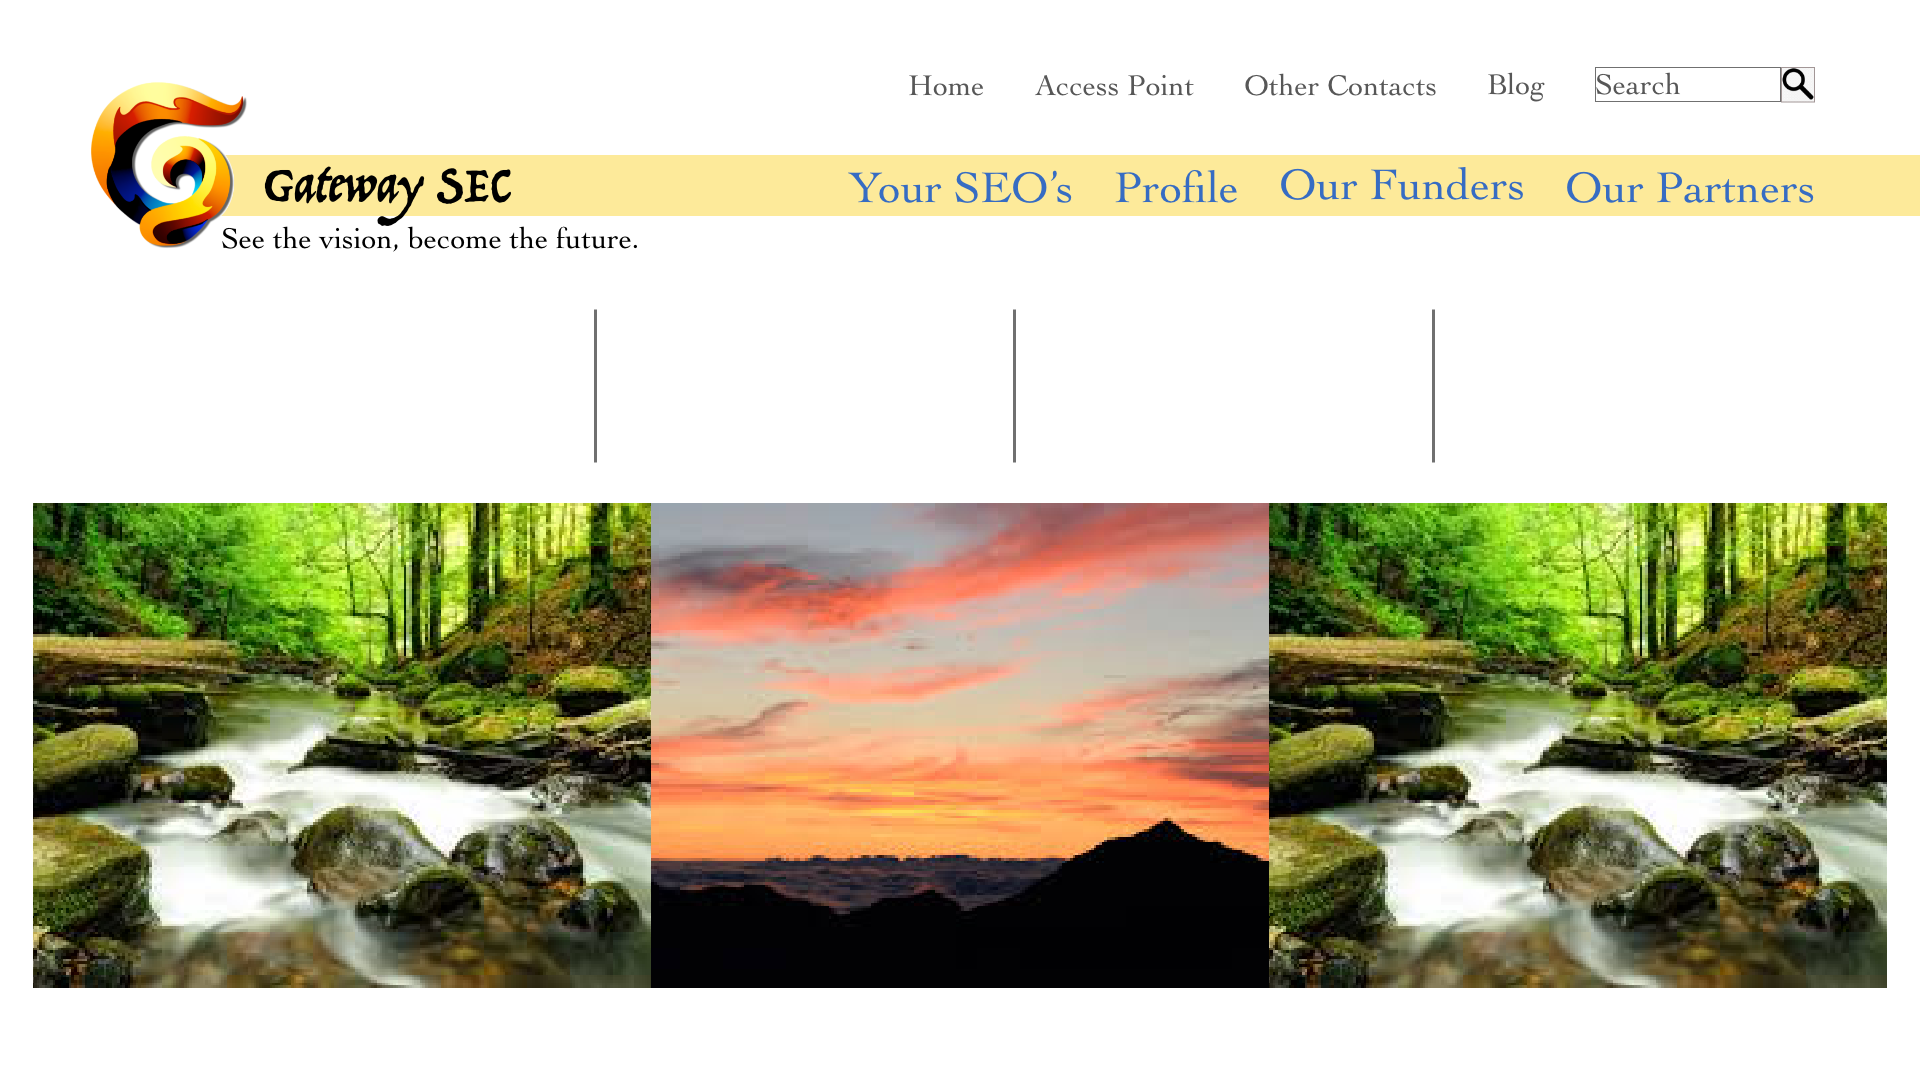 Home Access Point Other Contacts Blog Search
Gateway SEC Your SEO’s Profile Our Funders Our Partners
See the vision, become the future.